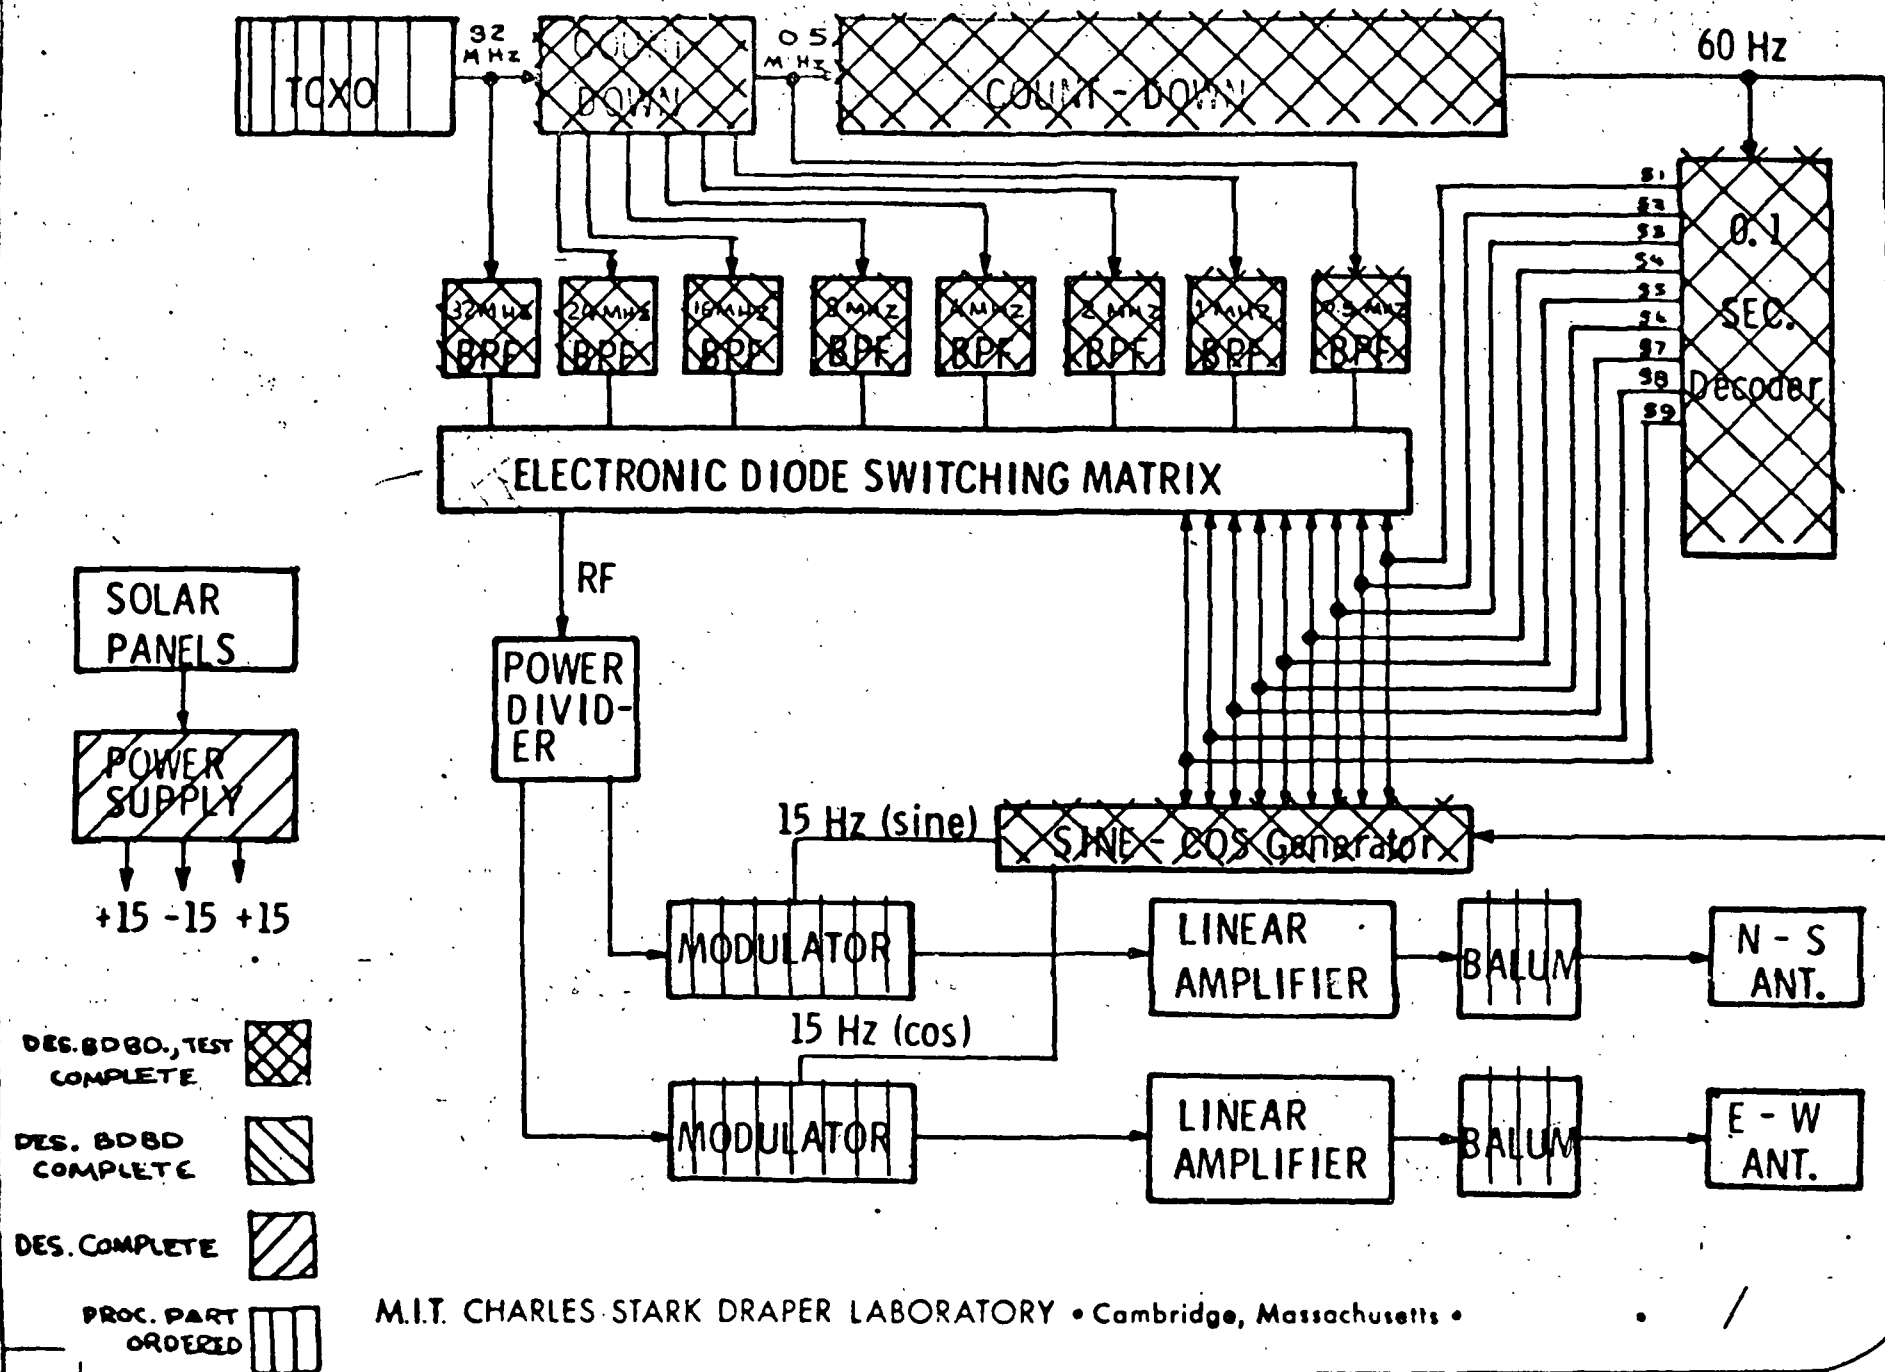 32
MHz
0.5
MHz
60 Hz
TCXO
COUNT
DOWN
COUNT - DOWN
S1
S2
S3
S4
S5
S6
S7
S8
S9
0.1
SEC.
Decoder
32 MHz
BPF
24 MHz
BPF
16 MHz
BPF
8 MHz
BPF
4 MHz
BPF
2 MHz
BPF
1 MHz
BPF
0.5 MHz
BPF
ELECTRONIC DIODE SWITCHING MATRIX
RF
SOLAR
PANELS
POWER
DIVID-
ER
POWER
SUPPLY
+15 -15 +15
15 Hz (sine)
SINE - COS Generator
MODULATOR
LINEAR
AMPLIFIER
BALUM
N - S
ANT.
15 Hz (cos)
MODULATOR
LINEAR
AMPLIFIER
BALUM
E - W
ANT.
DES. BDBD., TEST
COMPLETE
DES. BDBD
COMPLETE
DES. COMPLETE
PROC. PART
ORDERED
M.I.T. CHARLES STARK DRAPER LABORATORY • Cambridge, Massachusetts •